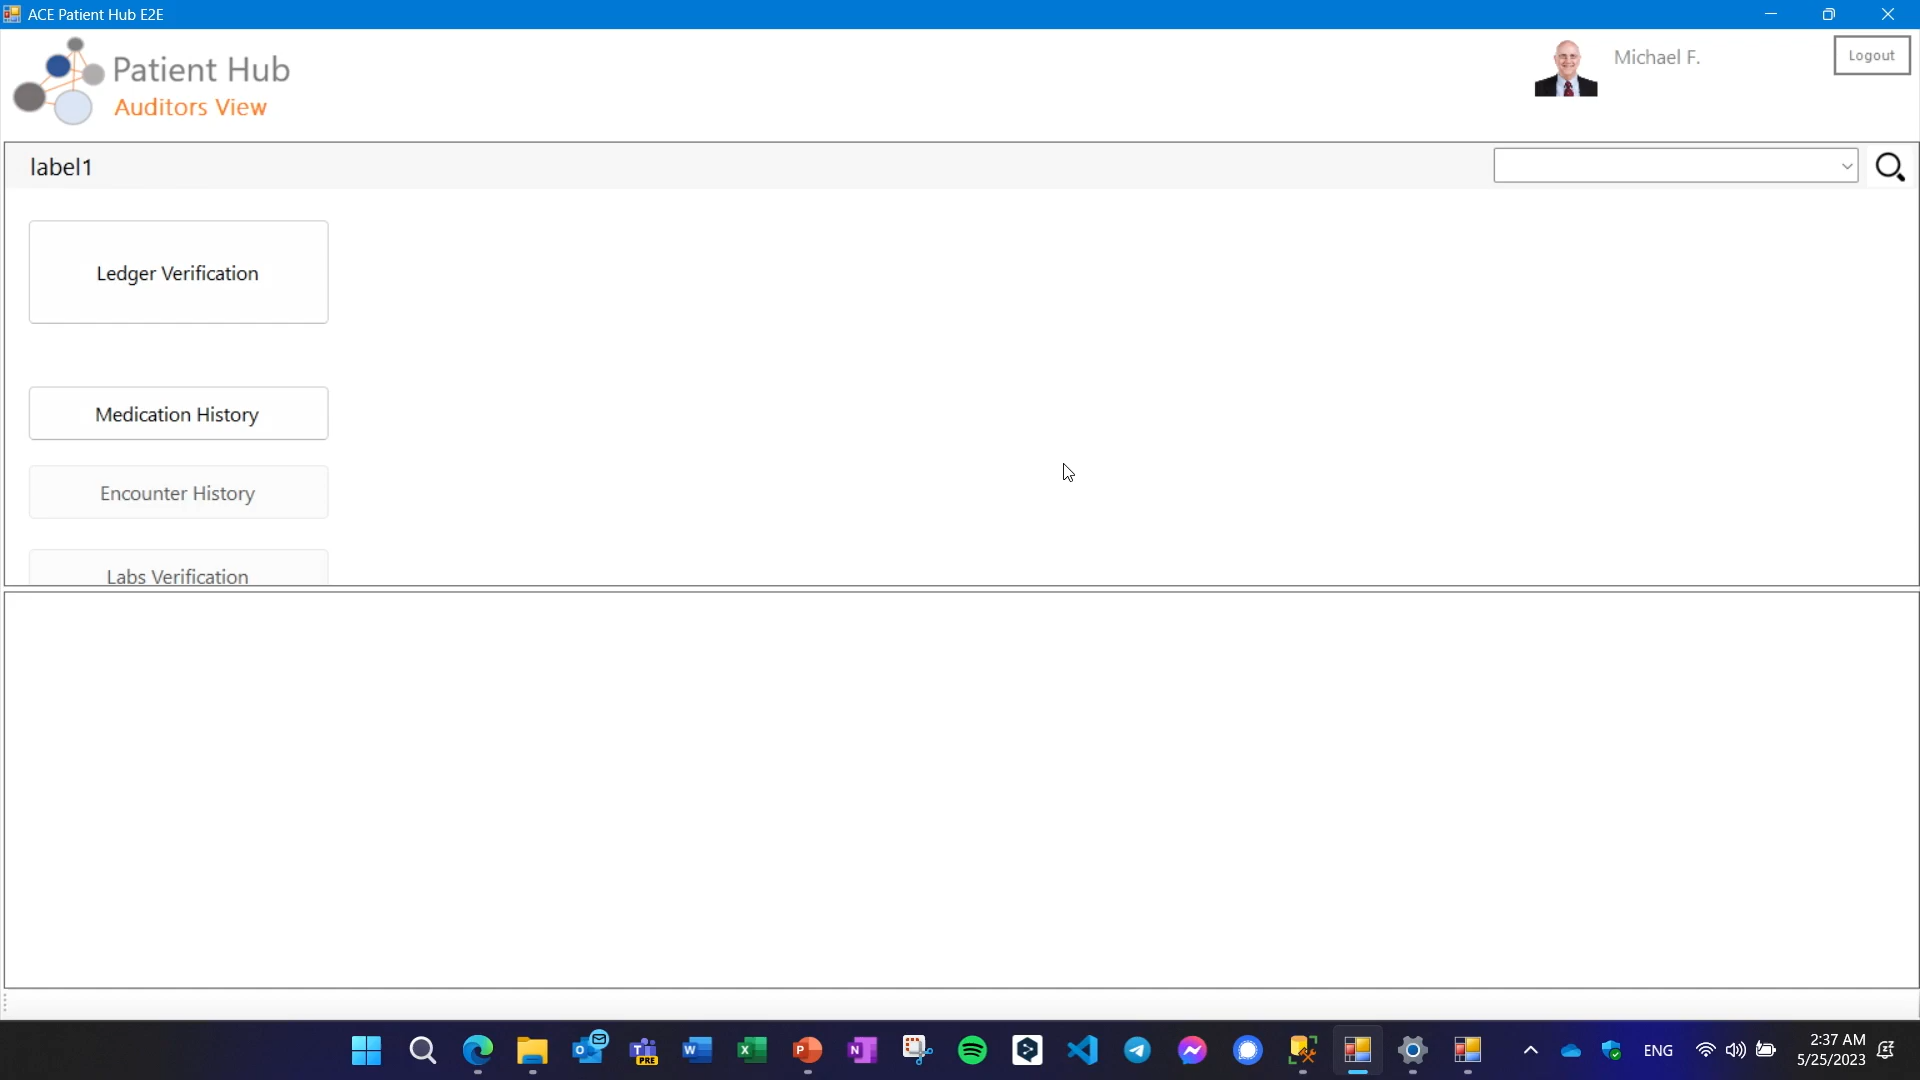 ACE Patient Hub E2E
Patient Hub
Auditors View
Michael F.
Logout
label1
Ledger Verification
Medication History
Encounter History
Labs Verification
PRE
ENG
2:37 AM
5/25/2023